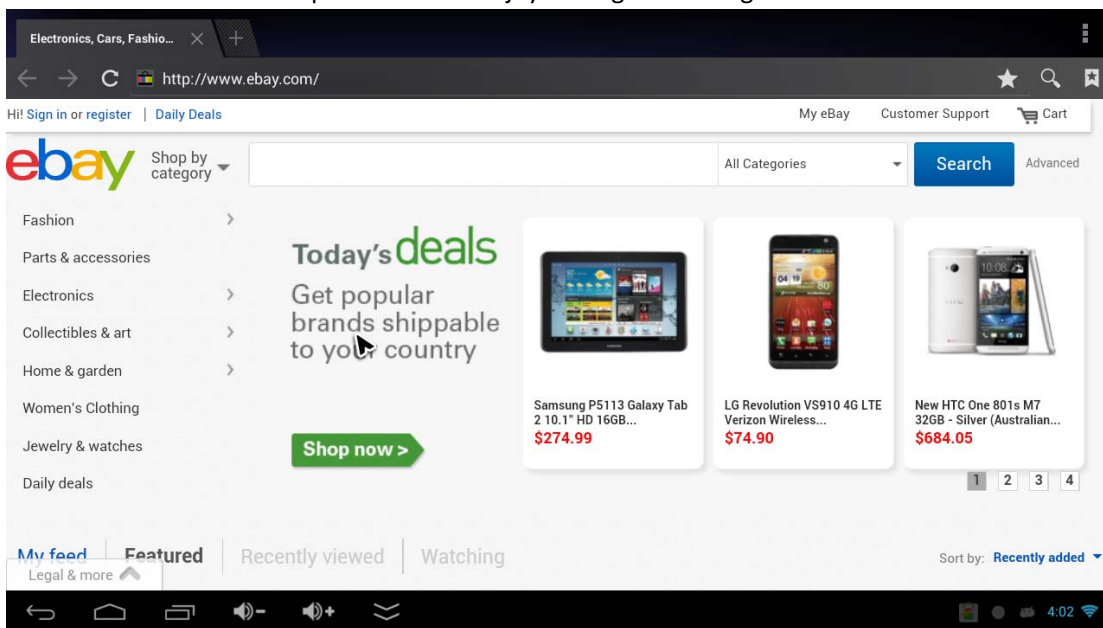 Electronics, Cars, Fashio...
http://www.ebay.com/
Hi! Sign in or register | Daily Deals
My eBay
Customer Support
Cart
ebay
Shop by
category
All Categories
Search
Advanced
Fashion
Parts & accessories
Electronics
Collectibles & art
Home & garden
Women's Clothing
Jewelry & watches
Daily deals
Today's deals
Get popular
brands shippable
to your country
Shop now >
Samsung P5113 Galaxy Tab
2 10.1" HD 16GB...
$274.99
LG Revolution VS910 4G LTE
Verizon Wireless...
$74.90
New HTC One 801s M7
32GB - Silver (Australian...
$684.05
1 2 3 4
My feed
Featured
Recently viewed
Watching
Sort by: Recently added
Legal & more
4:02